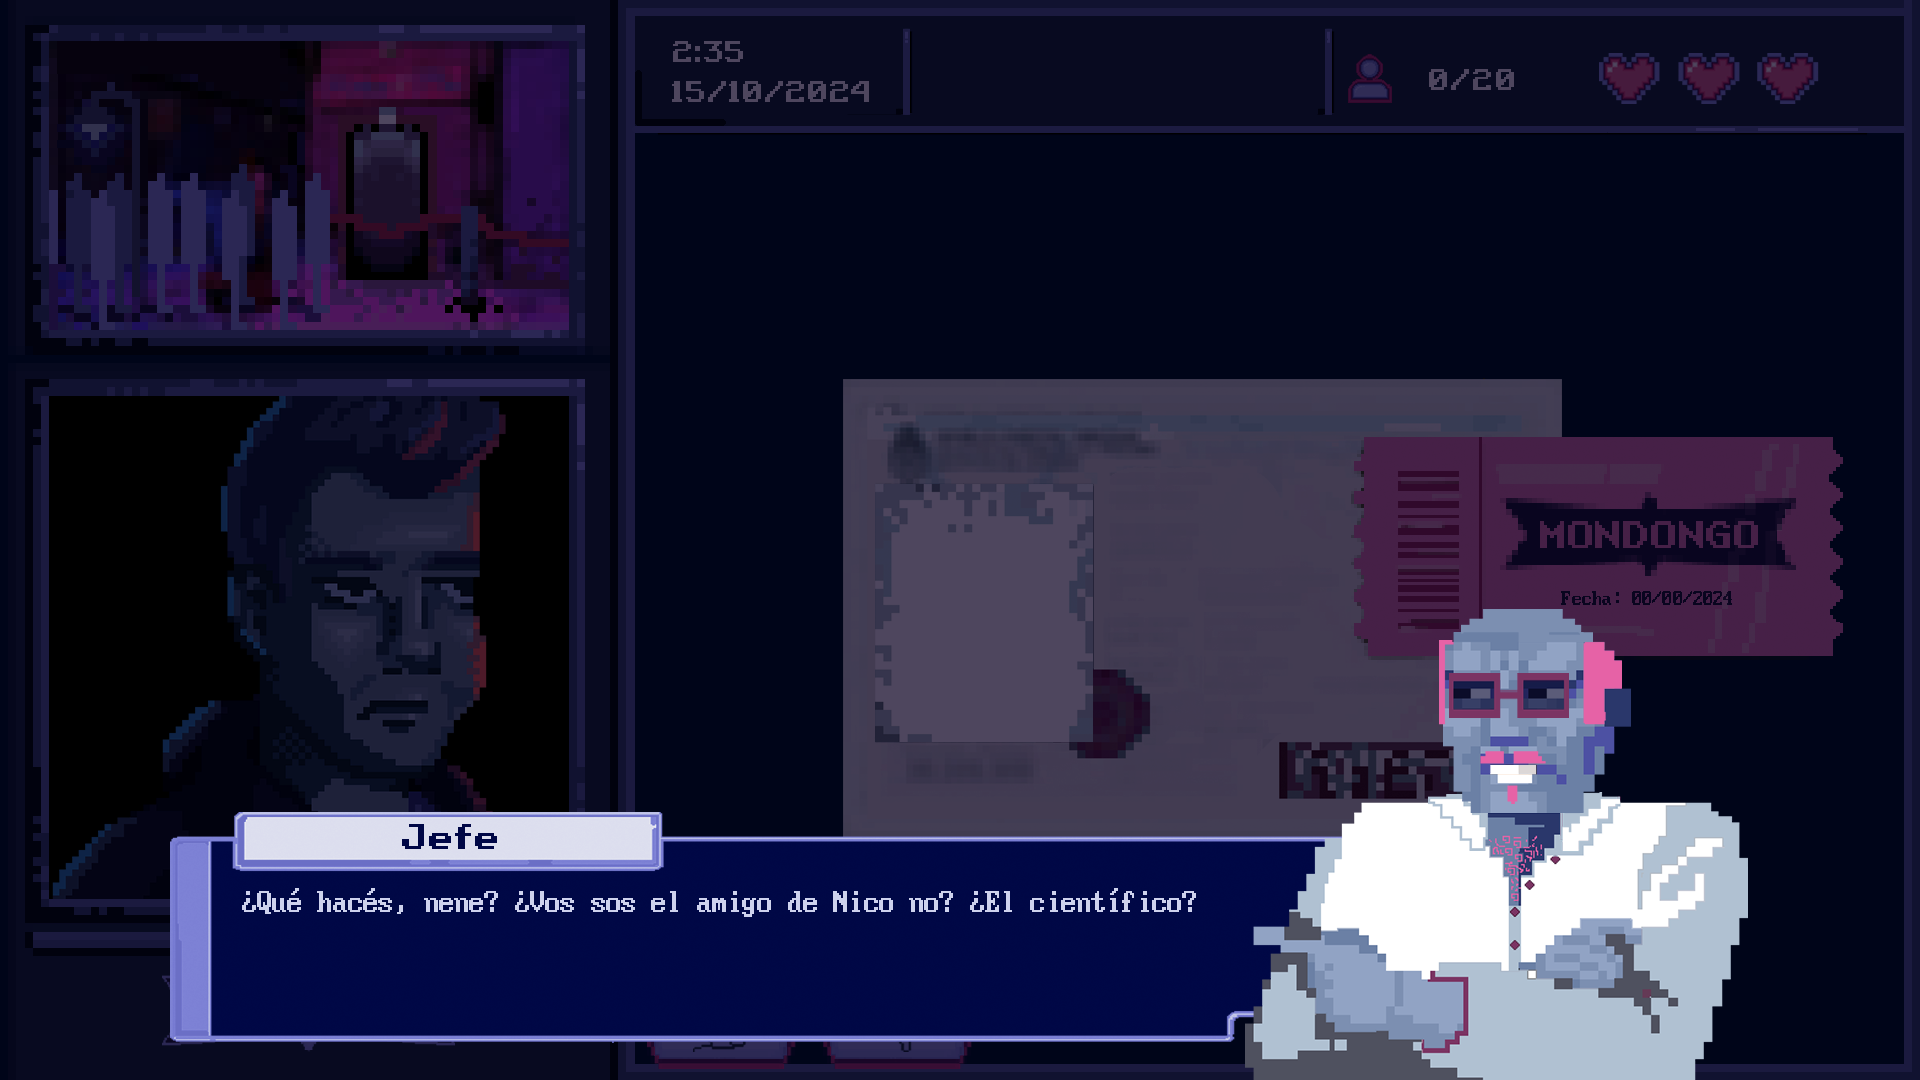 2:35
15/10/2024
0/20
MONDONGO
Fecha: 00/00/2024
Jefe
¿Qué hacés, nene? ¿Vos sos el amigo de Nico no? ¿El científico?